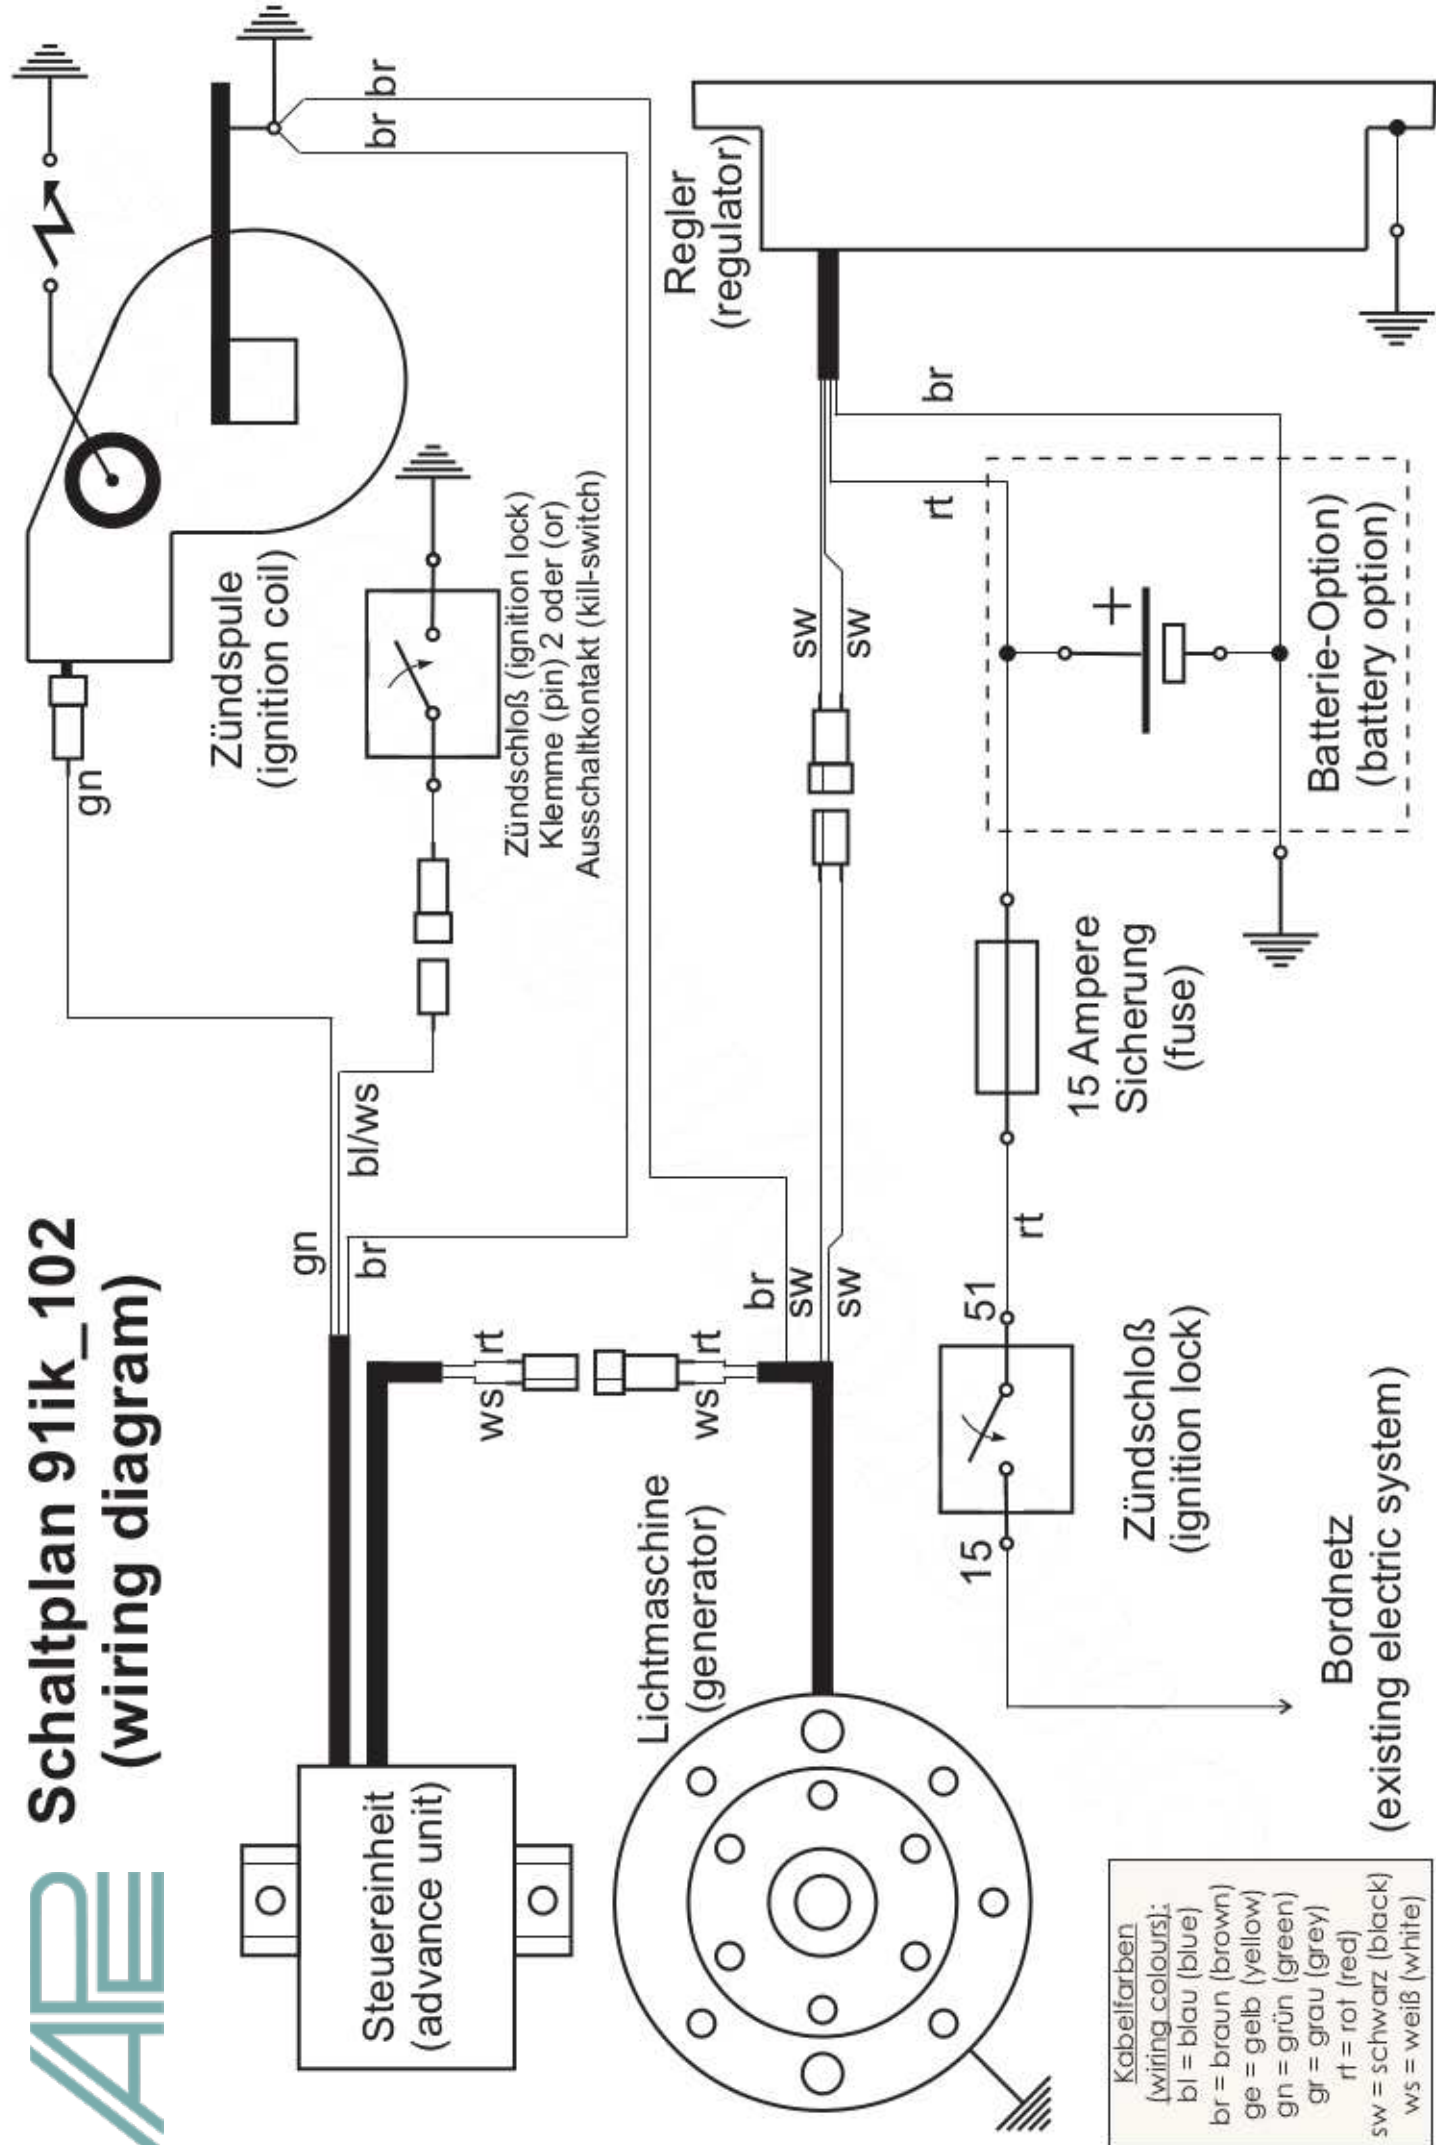 VAPE
Schaltplan 91ik_102
(wiring diagram)
Steuereinheit
(advance unit)
gn
bl/ws
br
gn
Zündspule
(ignition coil)
br
br
Zündschloß (ignition lock)
Klemme (pin) 2 oder (or)
Ausschaltkontakt (kill-switch)
ws
rt
ws
rt
Lichtmaschine
(generator)
br
sw
sw
sw
sw
Regler
(regulator)
rt
br
15
51
rt
Zündschloß
(ignition lock)
15 Ampere
Sicherung
(fuse)
+
Batterie-Option)
(battery option)
Bordnetz
(existing electric system)
Kabelfarben
(wiring colours):
bl = blau (blue)
br = braun (brown)
ge = gelb (yellow)
gn = grün (green)
gr = grau (grey)
rt = rot (red)
sw = schwarz (black)
ws = weiß (white)